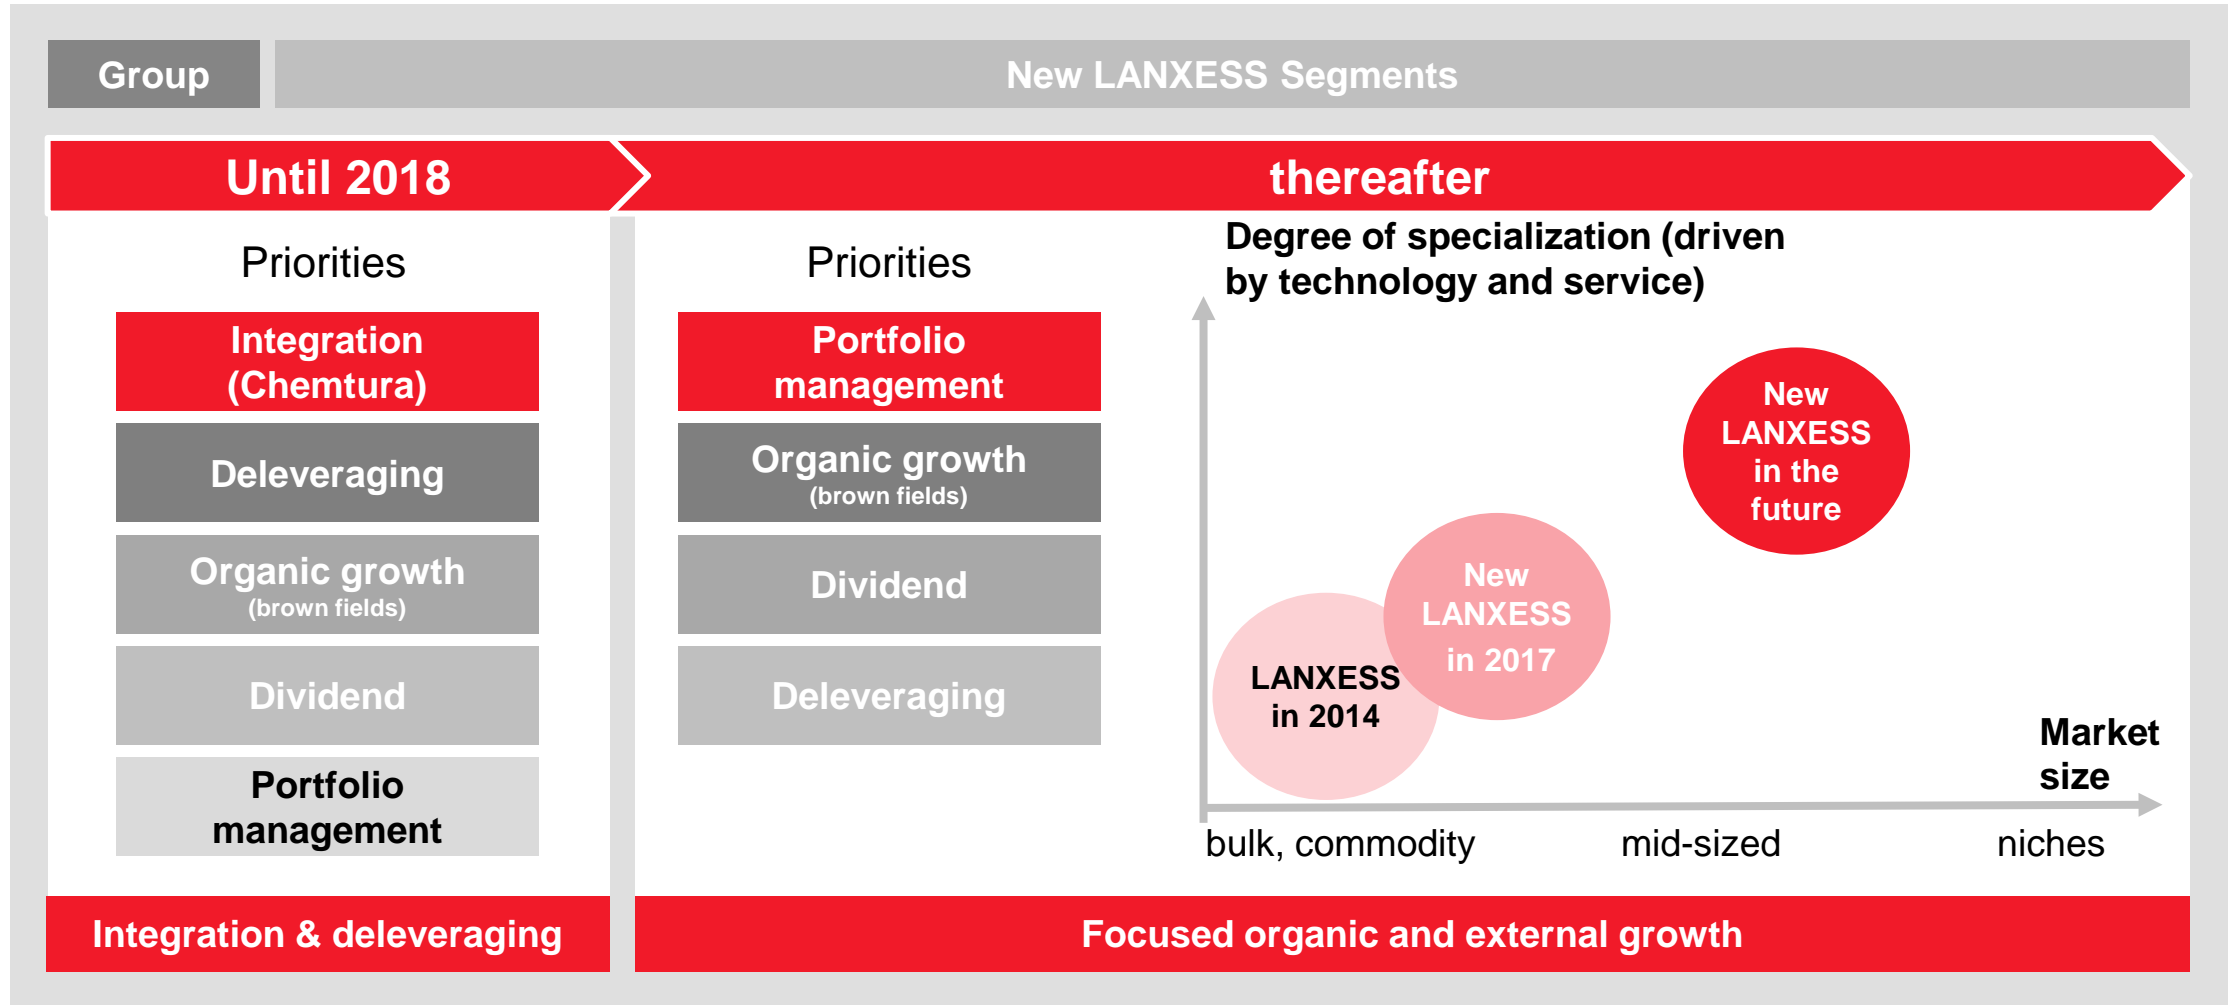 Group
New LANXESS Segments
Until 2018
thereafter
Priorities
Integration
(Chemtura)
Deleveraging
Organic growth
(brown fields)
Dividend
Portfolio
management
Priorities
Portfolio
management
Organic growth
(brown fields)
Dividend
Deleveraging
Degree of specialization (driven
by technology and service)
New
LANXESS
in the
future
New
LANXESS
in 2017
LANXESS
in 2014
Market
size
bulk, commodity
mid-sized
niches
Integration & deleveraging
Focused organic and external growth